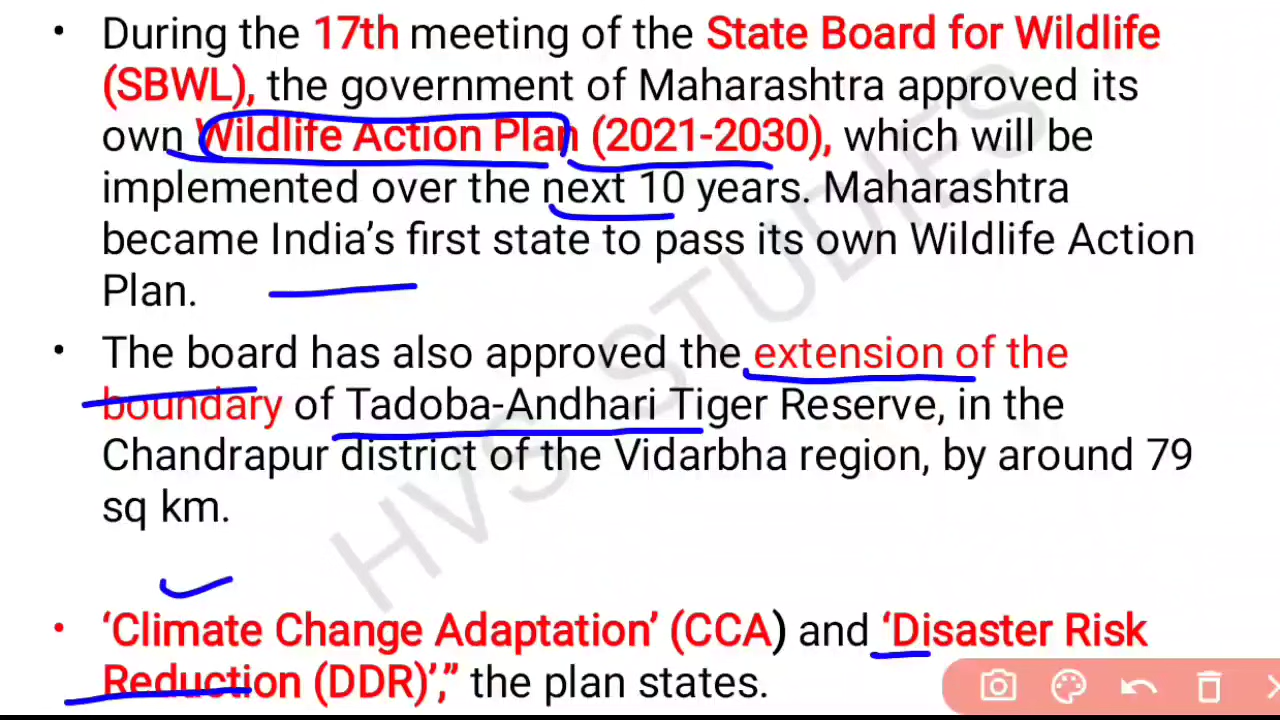 • During the 17th meeting of the State Board for Wildlife
(SBWL), the government of Maharashtra approved its
own Wildlife Action Plan (2021-2030), which will be
implemented over the next 10 years. Maharashtra
became India’s first state to pass its own Wildlife Action
Plan.
• The board has also approved the extension of the
boundary of Tadoba-Andhari Tiger Reserve, in the
Chandrapur district of the Vidarbha region, by around 79
sq km.
• ‘Climate Change Adaptation’ (CCA) and ‘Disaster Risk
Reduction (DDR)’,” the plan states.
HVS STUDIES